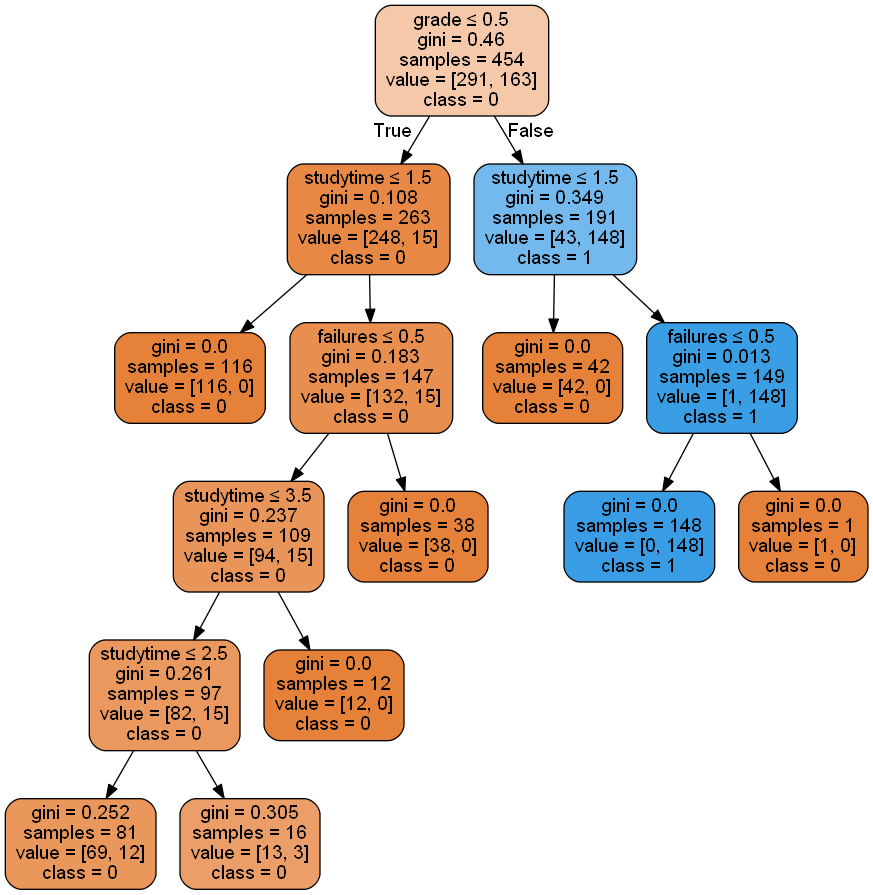 grade ≤ 0.5
gini = 0.46
samples = 454
value = [291, 163]
class = 0
True
False
studytime ≤ 1.5
gini = 0.108
samples = 263
value = [248, 15]
class = 0
studytime ≤ 1.5
gini = 0.349
samples = 191
value = [43, 148]
class = 1
gini = 0.0
samples = 116
value = [116, 0]
class = 0
failures ≤ 0.5
gini = 0.183
samples = 147
value = [132, 15]
class = 0
gini = 0.0
samples = 42
value = [42, 0]
class = 0
failures ≤ 0.5
gini = 0.013
samples = 149
value = [1, 148]
class = 1
studytime ≤ 3.5
gini = 0.237
samples = 109
value = [94, 15]
class = 0
gini = 0.0
samples = 38
value = [38, 0]
class = 0
gini = 0.0
samples = 148
value = [0, 148]
class = 1
gini = 0.0
samples = 1
value = [1, 0]
class = 0
studytime ≤ 2.5
gini = 0.261
samples = 97
value = [82, 15]
class = 0
gini = 0.0
samples = 12
value = [12, 0]
class = 0
gini = 0.252
samples = 81
value = [69, 12]
class = 0
gini = 0.305
samples = 16
value = [13, 3]
class = 0